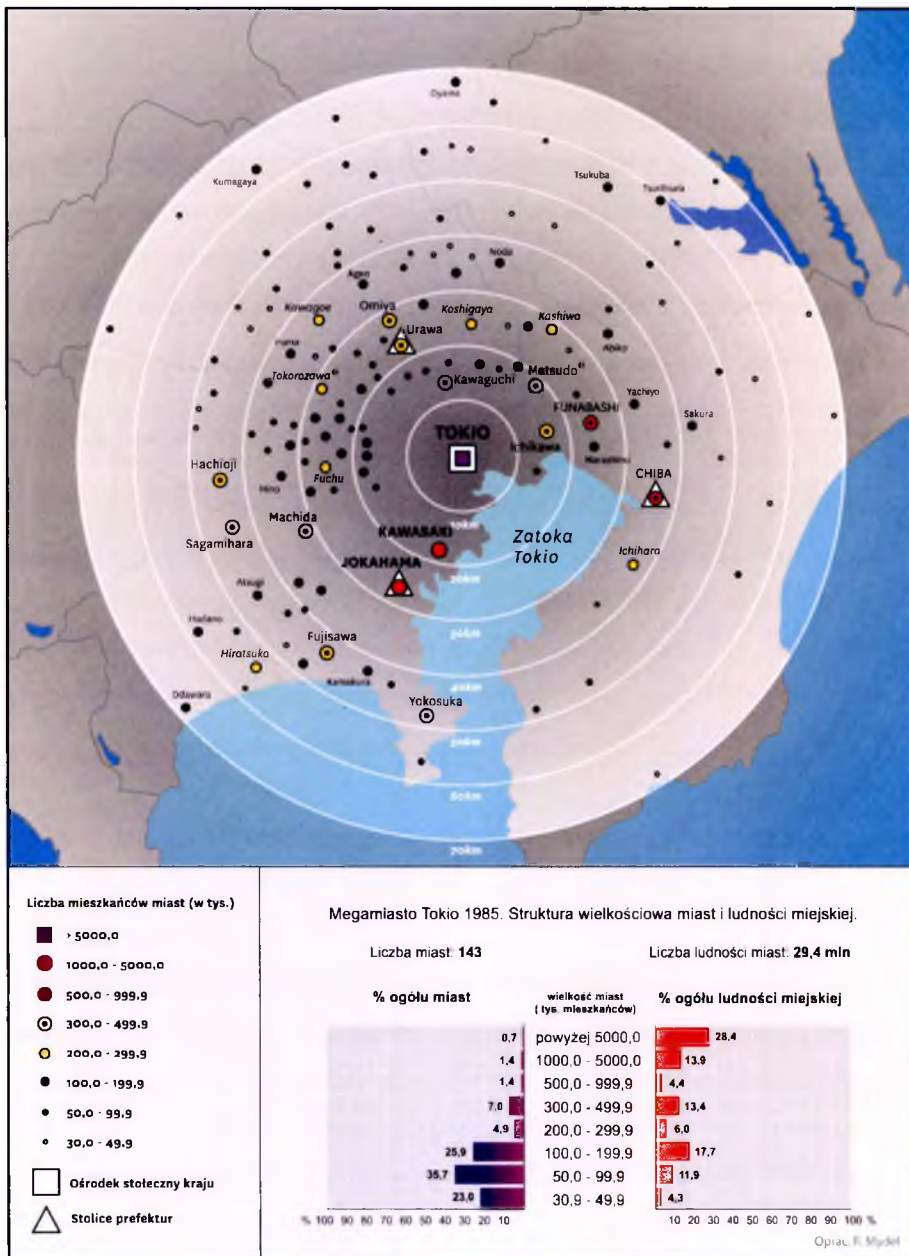 Oyama
Kumagaya
Tsukuba
Tsuchiura
Noda
Ageo
Kawagoe
Omiya
Koshigaya
Kashiwa
Urawa
Abiko
Tokorozawa
Kawaguchi
Matsudo
Yachiyo
FUNABASHI
Sakura
TOKIO
Ichikawa
Narashino
Hachioji
Hino
Fuchu
CHIBA
10km
Machida
KAWASAKI
Zatoka
Tokio
Sagamihara
JOKAHAMA
Ichihara
20km
Atsugi
30km
Hadano
Fujisawa
Hiratsuka
Kamakura
40km
Odawara
Yokosuka
50km
60km
70km
Liczba mieszkańców miast (w tys.)
> 5000,0
1000,0 - 5000,0
500,0 - 999,9
300,0 - 499,9
200,0 - 299,9
100,0 - 199,9
50,0 - 99,9
30,0 - 49,9
Ośrodek stołeczny kraju
Stolice prefektur
Megamiasto Tokio 1985. Struktura wielkościowa miast i ludności miejskiej.
Liczba miast: 143
Liczba ludności miast: 29,4 mln
% ogółu miast
wielkość miast
( tys. mieszkańców)
% ogółu ludności miejskiej
0,7 powyżej 5000,0 28,4
1,4 1000,0 - 5000,0 13,9
1,4 500,0 - 999,9 4,4
7,0 300,0 - 499,9 13,4
4,9 200,0 - 299,9 6,0
25,9 100,0 - 199,9 17,7
35,7 50,0 - 99,9 11,9
23,0 30,9 - 49,9 4,3
% 100 90 80 70 60 50 40 30 20 10
10 20 30 40 50 60 70 80 90 100 %
Oprac. R. Mydel